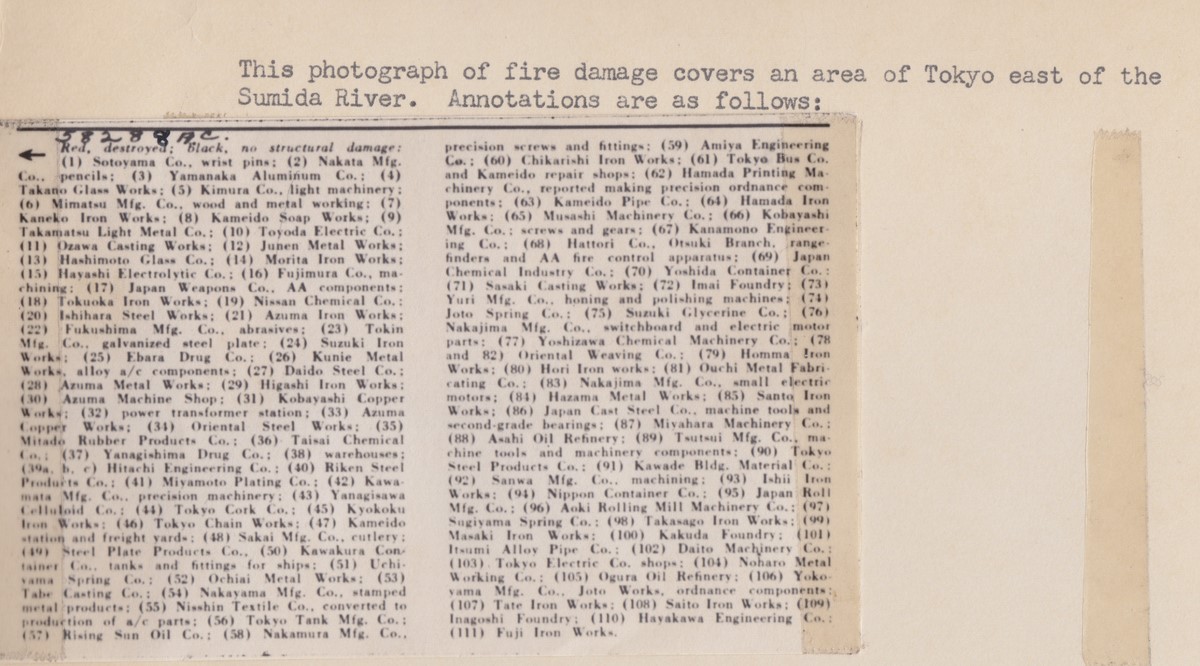 This photograph of fire damage covers an area of Tokyo east of the
Sumida River. Annotations are as follows:
58288 AC.
Red, destroyed; black, no structural damage:
(1) Sotoyama Co., wrist pins; (2) Nakata Mfg.
Co., pencils; (3) Yamanaka Aluminum Co.; (4)
Takano Glass Works; (5) Kimura Co., light machinery;
(6) Mimatsu Mfg. Co., wood and metal working; (7)
Kaneko Iron Works; (8) Kameido Soap Works; (9)
Takamatsu Light Metal Co.; (10) Toyoda Electric Co.;
(11) Ozawa Casting Works; (12) Junen Metal Works;
(13) Hashimoto Glass Co.; (14) Morita Iron Works;
(15) Hayashi Electrolytic Co.; (16) Fujimura Co., ma-
chining; (17) Japan Weapons Co., AA components;
(18) Tokuoka Iron Works; (19) Nissan Chemical Co.;
(20) Ishihara Steel Works; (21) Azuma Iron Works;
(22) Fukushima Mfg. Co., abrasives; (23) Tokin
Mfg. Co., galvanized steel plate; (24) Suzuki Iron
Works; (25) Ebara Drug Co.; (26) Kunie Metal
Works, alloy a/c components; (27) Daido Steel Co.;
(28) Azuma Metal Works; (29) Higashi Iron Works;
(30) Azuma Machine Shop; (31) Kobayashi Copper
Works; (32) power transformer station; (33) Azuma
Copper Works; (34) Oriental Steel Works; (35)
Mitado Rubber Products Co.; (36) Taisai Chemical
Co.; (37) Yanagishima Drug Co.; (38) warehouses;
(39a, b, c) Hitachi Engineering Co.; (40) Riken Steel
Products Co.; (41) Miyamoto Plating Co.; (42) Kawa-
mata Mfg. Co., precision machinery; (43) Yanagisawa
Celluloid Co.; (44) Tokyo Cork Co.; (45) Kyokoku
Iron Works; (46) Tokyo Chain Works; (47) Kameido
station and freight yards; (48) Sakai Mfg. Co., cutlery;
(49) Steel Plate Products Co., (50) Kawakura Con-
tainer Co., tanks and fittings for ships; (51) Uchi-
yama Spring Co.; (52) Ochiai Metal Works; (53)
Tabe Casting Co.; (54) Nakayama Mfg. Co., stamped
metal products; (55) Nisshin Textile Co., converted to
production of a/c parts; (56) Tokyo Tank Mfg. Co.;
(57) Rising Sun Oil Co.; (58) Nakamura Mfg. Co.,
precision screws and fittings; (59) Amiya Engineering
Co.; (60) Chikarishi Iron Works; (61) Tokyo Bus Co.
and Kameido repair shops; (62) Hamada Printing Ma-
chinery Co., reported making precision ordnance com-
ponents; (63) Kameido Pipe Co.; (64) Hamada Iron
Works; (65) Musashi Machinery Co.; (66) Kobayashi
Mfg. Co.; screws and gears; (67) Kanamono Engineer-
ing Co.; (68) Hattori Co., Otsuki Branch, range-
finders and AA fire control apparatus; (69) Japan
Chemical Industry Co.; (70) Yoshida Container Co.;
(71) Sasaki Casting Works; (72) Imai Foundry; (73)
Yuri Mfg. Co., honing and polishing machines; (74)
Joto Spring Co.; (75) Suzuki Glycerine Co.; (76)
Nakajima Mfg. Co., switchboard and electric motor
parts; (77) Yoshizawa Chemical Machinery Co.; (78
and 82) Oriental Weaving Co.; (79) Homma Iron
Works; (80) Hori Iron works; (81) Ouchi Metal Fabri-
cating Co.; (83) Nakajima Mfg. Co., small electric
motors; (84) Hazama Metal Works; (85) Santo Iron
Works; (86) Japan Cast Steel Co., machine tools and
second-grade bearings; (87) Miyahara Machinery Co.;
(88) Asahi Oil Refinery; (89) Tsutsui Mfg. Co., ma-
chine tools and machinery components; (90) Tokyo
Steel Products Co.; (91) Kawade Bldg. Material Co.;
(92) Sanwa Mfg. Co., machining; (93) Ishii Iron
Works; (94) Nippon Container Co.; (95) Japan Roll
Mfg. Co.; (96) Aoki Rolling Mill Machinery Co.; (97)
Sugiyama Spring Co.; (98) Takasago Iron Works; (99)
Masaki Iron Works; (100) Kakuda Foundry; (101)
Itsumi Alloy Pipe Co.; (102) Daito Machinery Co.;
(103) Tokyo Electric Co. shops; (104) Noharo Metal
Working Co.; (105) Ogura Oil Refinery; (106) Yoko-
yama Mfg. Co., Joto Works, ordnance components;
(107) Tate Iron Works; (108) Saito Iron Works; (109)
Inagoshi Foundry; (110) Hayakawa Engineering Co.;
(111) Fuji Iron Works.